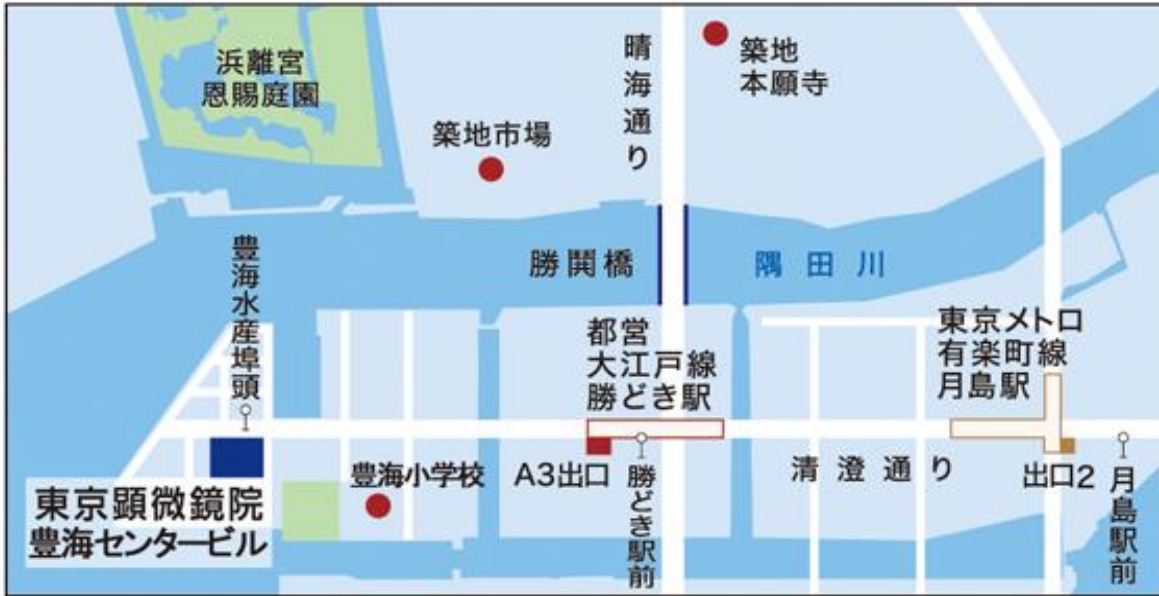 浜離宮
恩賜庭園
築地市場
晴海通り
築地
本願寺
豊海水産埠頭
勝鬨橋
隅田川
都営
大江戸線
勝どき駅
東京メトロ
有楽町線
月島駅
東京顕微鏡院
豊海センタービル
豊海小学校
A3出口
勝どき駅前
清澄通り
出口2
月島駅前